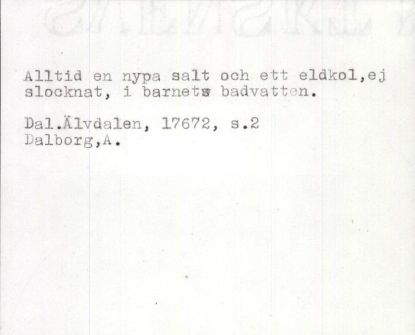 Alltid en nypa salt och ett eldkol,ej
slocknat, i barnets badvatten.
Dal.Älvdalen, 17672, s.2
Dalborg,A.